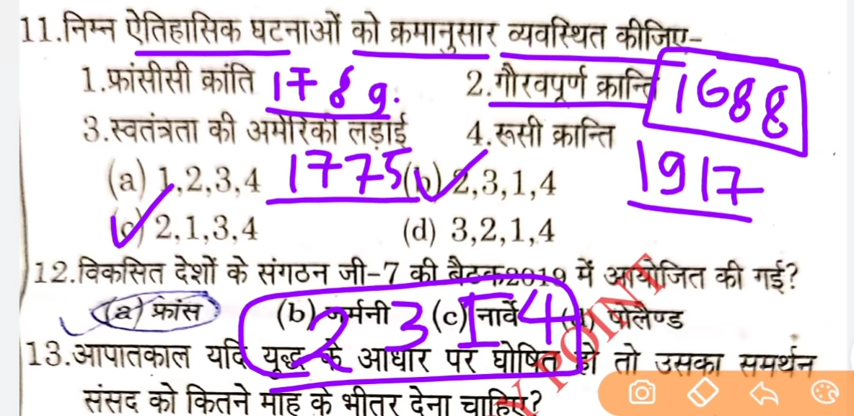 11.निम्न ऐतिहासिक घटनाओं को क्रमानुसार व्यवस्थित कीजिए-
1.फ्रांसीसी क्रांति 1789. 2.गौरवपूर्ण क्रान्ति 1688
3.स्वतंत्रता की अमेरिकी लड़ाई 4.रूसी क्रान्ति
(a) 1,2,3,4 1775 (b) 2,3,1,4 1917
(c) 2,1,3,4 (d) 3,2,1,4
12.विकसित देशों के संगठन जी-7 की बैठक2019 में आयोजित की गई?
(a) फ्रांस (b) जर्मनी (c) नार्वे (d) पोलैण्ड
2 3 1 4
13.आपातकाल यदि युद्ध के आधार पर घोषित हो तो उसका समर्थन
संसद को कितने माह के भीतर देना चाहिए?
POINT